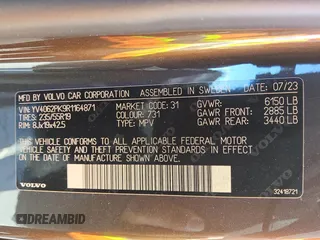 MFD BY VOLVO CAR CORPORATION ASSEMBLED IN SWEDEN DATE: 07/23
VIN: YV4062PK9R1164871 MARKET CODE: 31 GVWR: 6150 LB
TIRES: 235/55R19 COLOUR: 731 GAWR FRT: 2885 LB
RIM: 8Jx19x42.5 TYPE: MPV GAWR REAR: 3440 LB
THIS VEHICLE CONFORMS TO ALL APPLICABLE FEDERAL MOTOR
VEHICLE SAFETY AND THEFT PREVENTION STANDARDS IN EFFECT
ON THE DATE OF MANUFACTURE SHOWN ABOVE.
VOLVO
32418721
DREAMBID